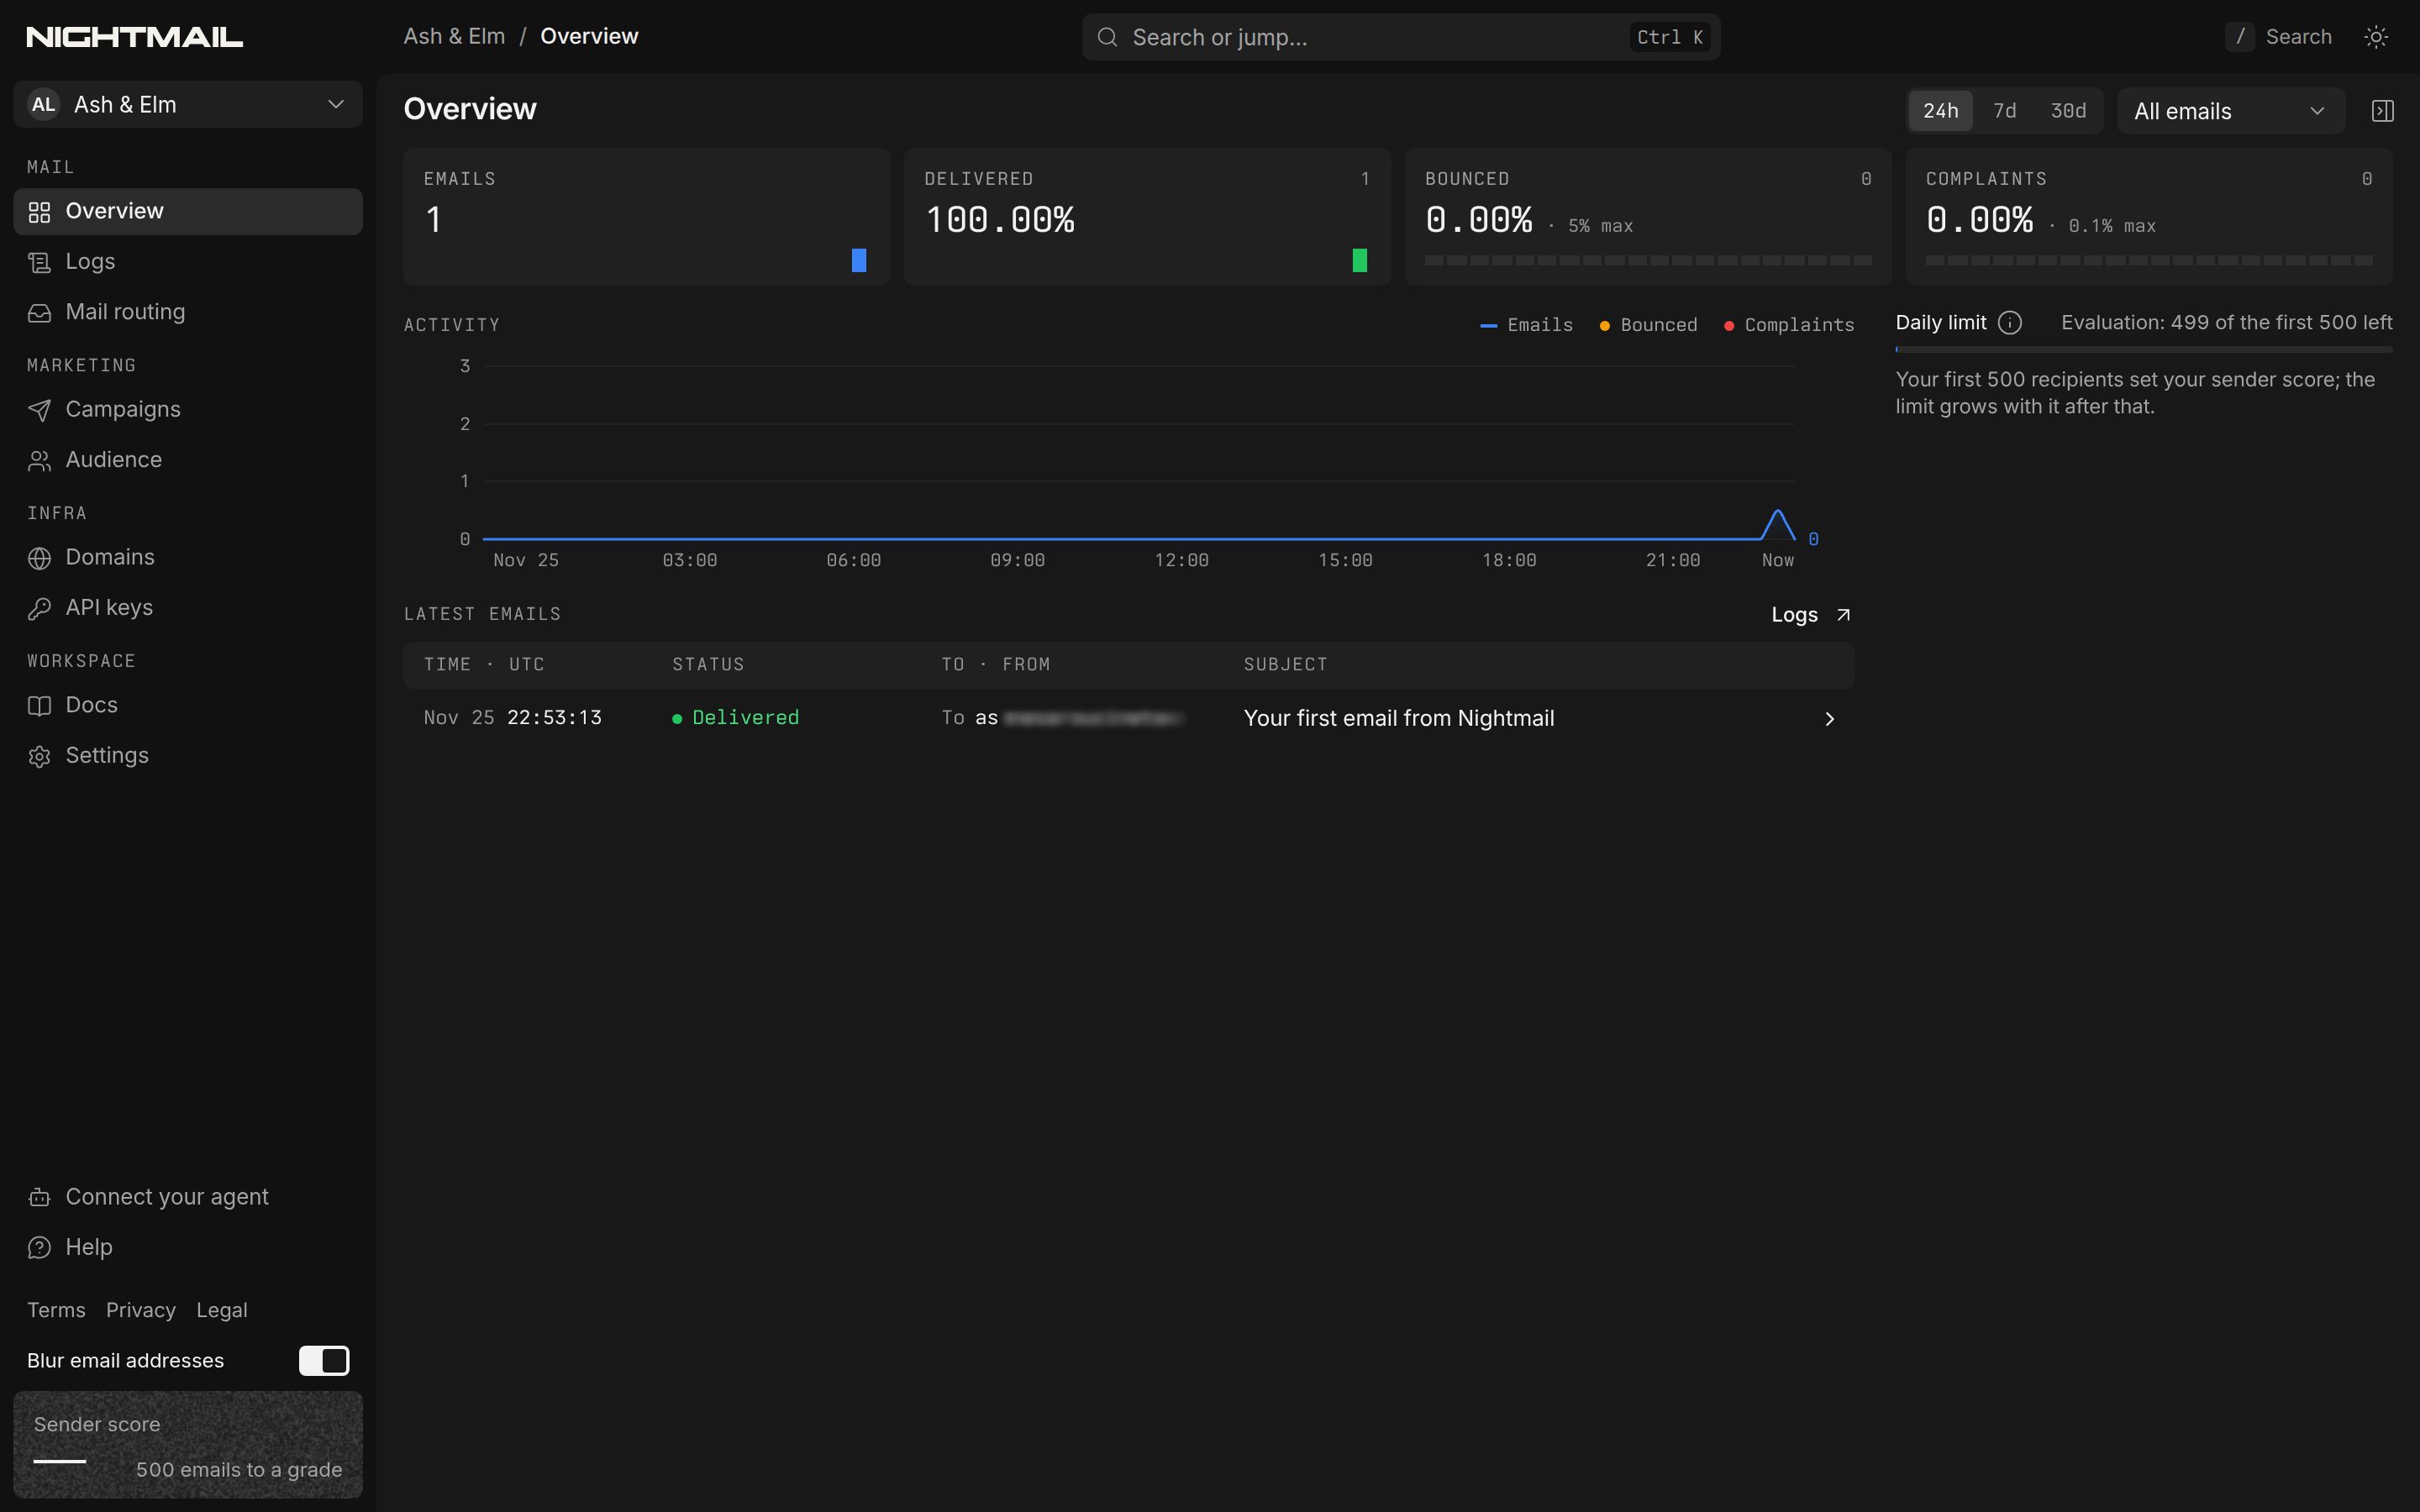 NIGHTMAIL
Ash & Elm / Overview
Search or jump... Ctrl K
/ Search
AL Ash & Elm
MAIL
Overview
Logs
Mail routing
MARKETING
Campaigns
Audience
INFRA
Domains
API keys
WORKSPACE
Docs
Settings
Connect your agent
Help
Terms Privacy Legal
Blur email addresses
Sender score
500 emails to a grade
Overview
24h 7d 30d All emails
EMAILS
1
DELIVERED 1
100.00%
BOUNCED 0
0.00% · 5% max
COMPLAINTS 0
0.00% · 0.1% max
ACTIVITY Emails Bounced Complaints
3
2
1
0 0
Nov 25 03:00 06:00 09:00 12:00 15:00 18:00 21:00 Now
Daily limit Evaluation: 499 of the first 500 left
Your first 500 recipients set your sender score; the
limit grows with it after that.
LATEST EMAILS Logs
TIME · UTC STATUS TO · FROM SUBJECT
Nov 25 22:53:13 Delivered To as Your first email from Nightmail